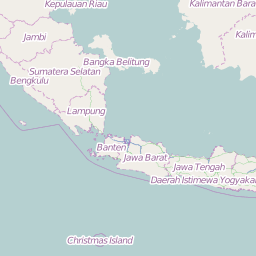 Kepulauan Riau
Kalimantan Bara
Jambi
Kalim
Bangka Belitung
Sumatera Selatan
Bengkulu
Lampung
Banten
Jawa Barat
Jawa Tengah
Daerah Istimewa Yogyaka
Christmas Island